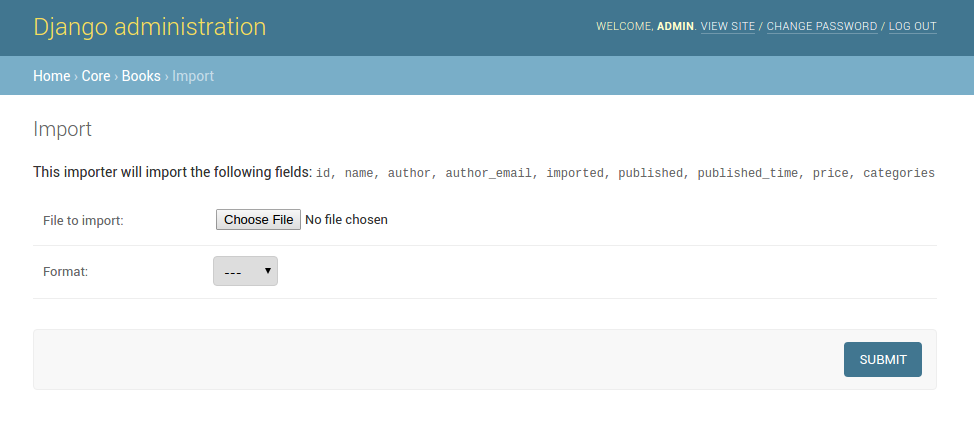 Django administration
WELCOME, ADMIN. VIEW SITE / CHANGE PASSWORD / LOG OUT
Home › Core › Books › Import
Import
This importer will import the following fields: id, name, author, author_email, imported, published, published_time, price, categories
File to import: Choose File No file chosen
Format: ---
SUBMIT